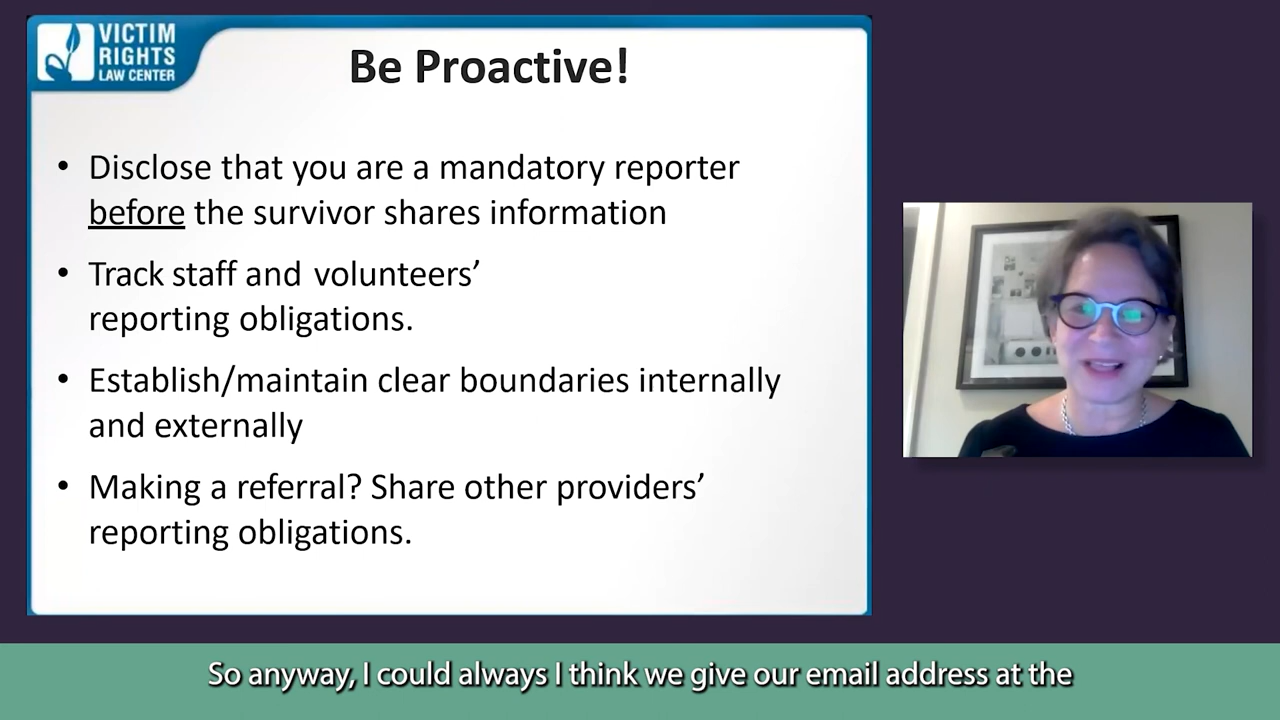 VICTIM
RIGHTS
LAW CENTER
Be Proactive!
• Disclose that you are a mandatory reporter
before the survivor shares information
• Track staff and volunteers’
reporting obligations.
• Establish/maintain clear boundaries internally
and externally
• Making a referral? Share other providers’
reporting obligations.
So anyway, I could always I think we give our email address at the